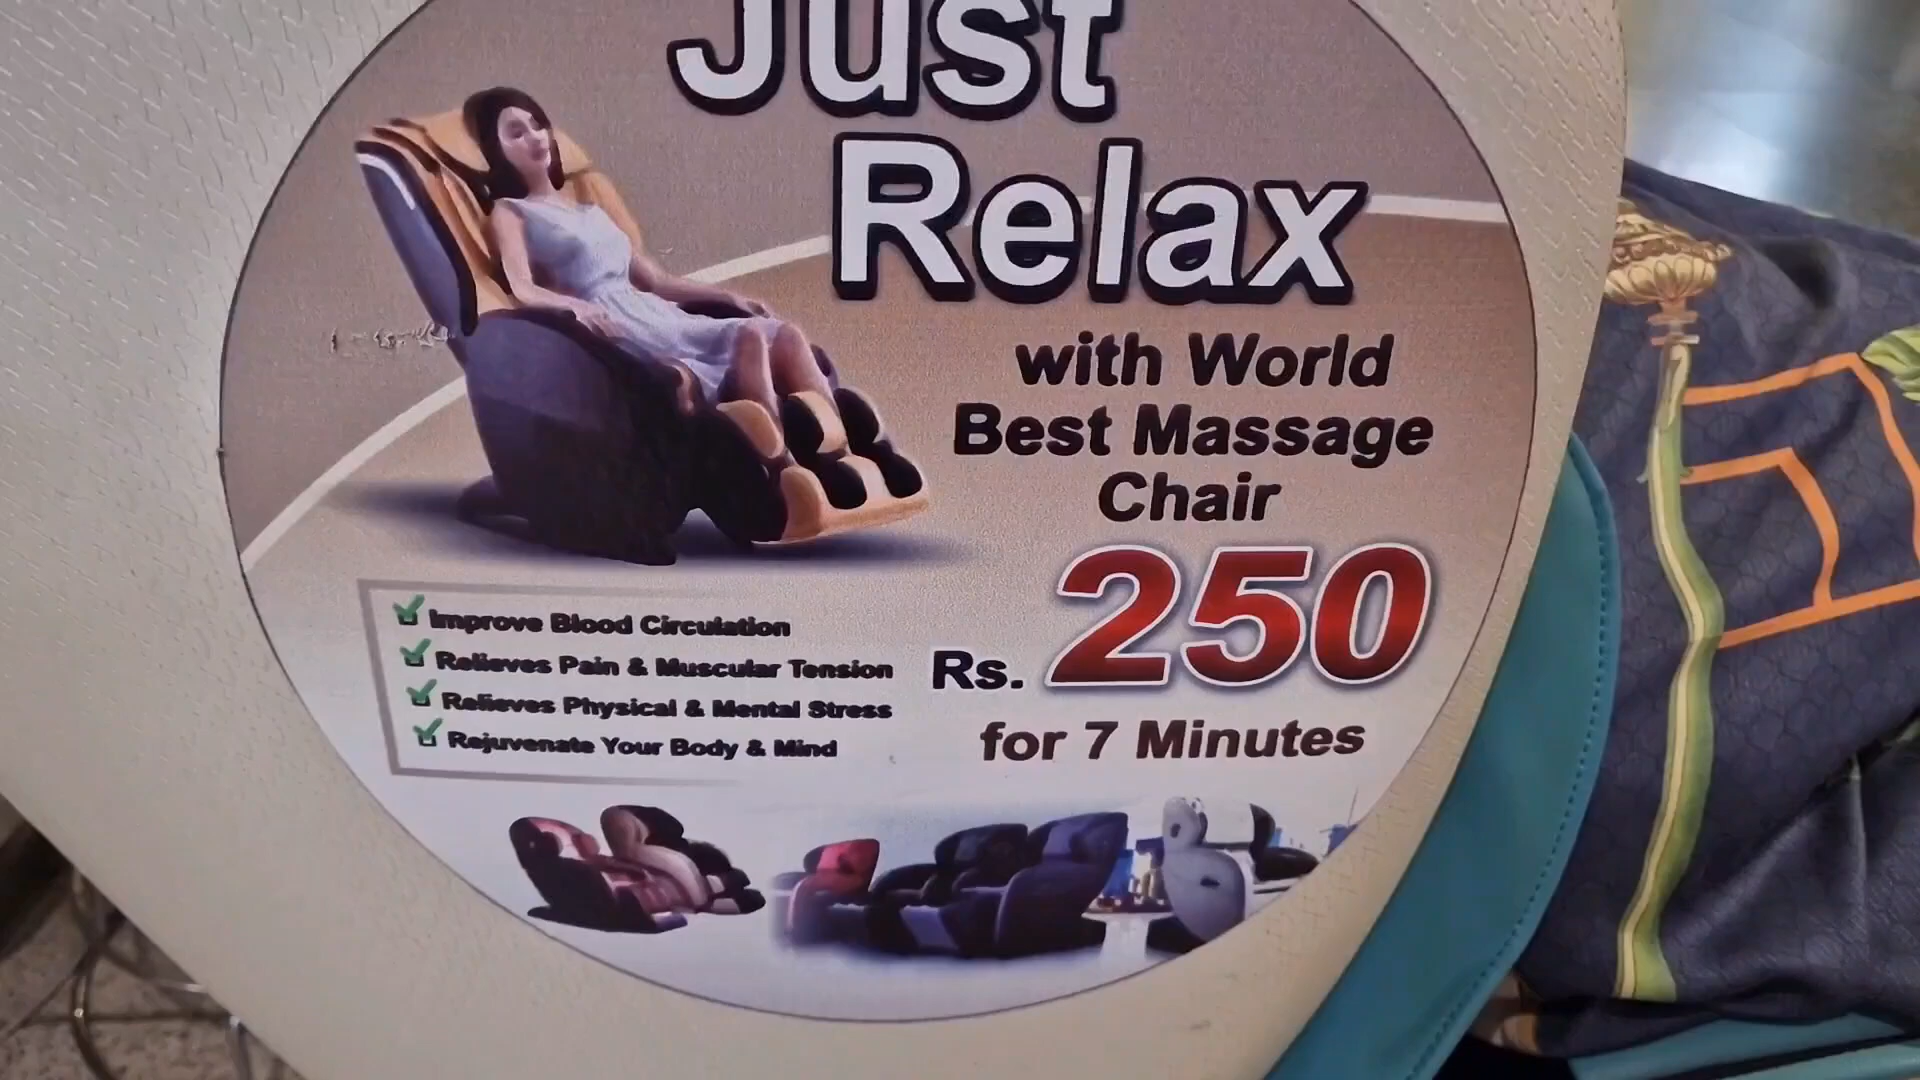 Just
Relax
with World
Best Massage
Chair
Rs. 250
for 7 Minutes
Improve Blood Circulation
Relieves Pain & Muscular Tension
Relieves Physical & Mental Stress
Rejuvenate Your Body & Mind